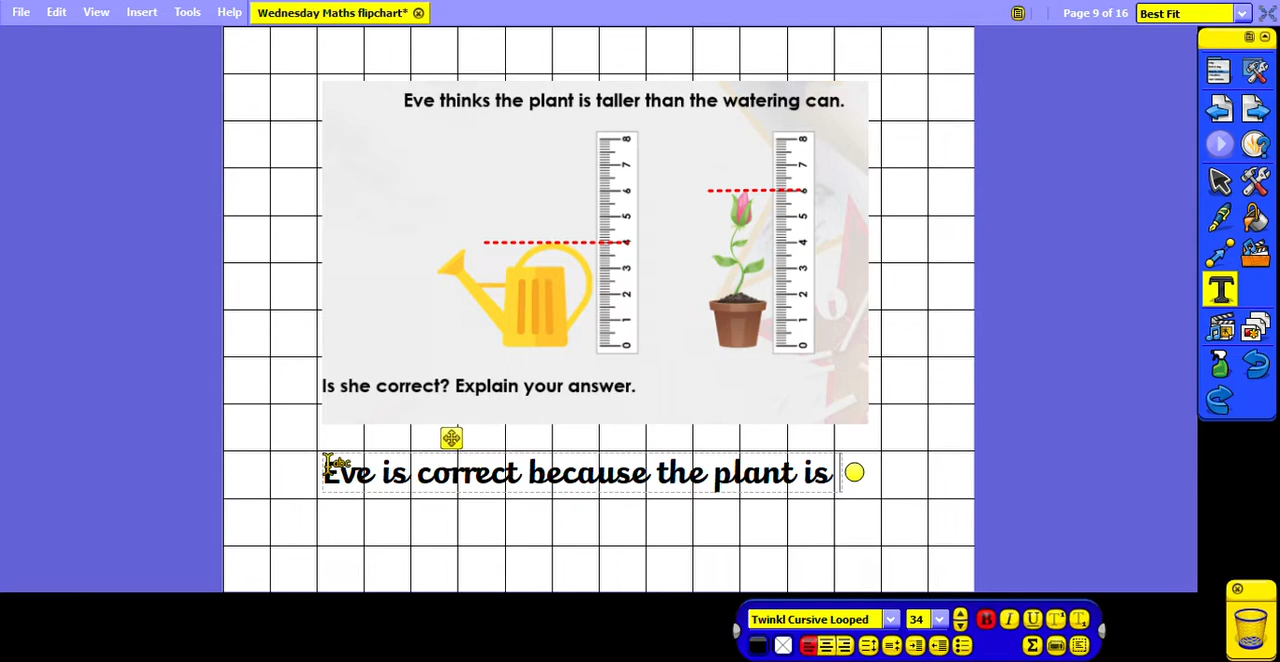 File Edit View Insert Tools Help Wednesday Maths flipchart* Page 9 of 16 Best Fit
Eve thinks the plant is taller than the watering can.
8 7 6 5 4 3 2 1 0
8 7 6 5 4 3 2 1 0
Is she correct? Explain your answer.
abc
Eve is correct because the plant is
Twinkl Cursive Looped 34 B I U T¹ T₁
T
Σ